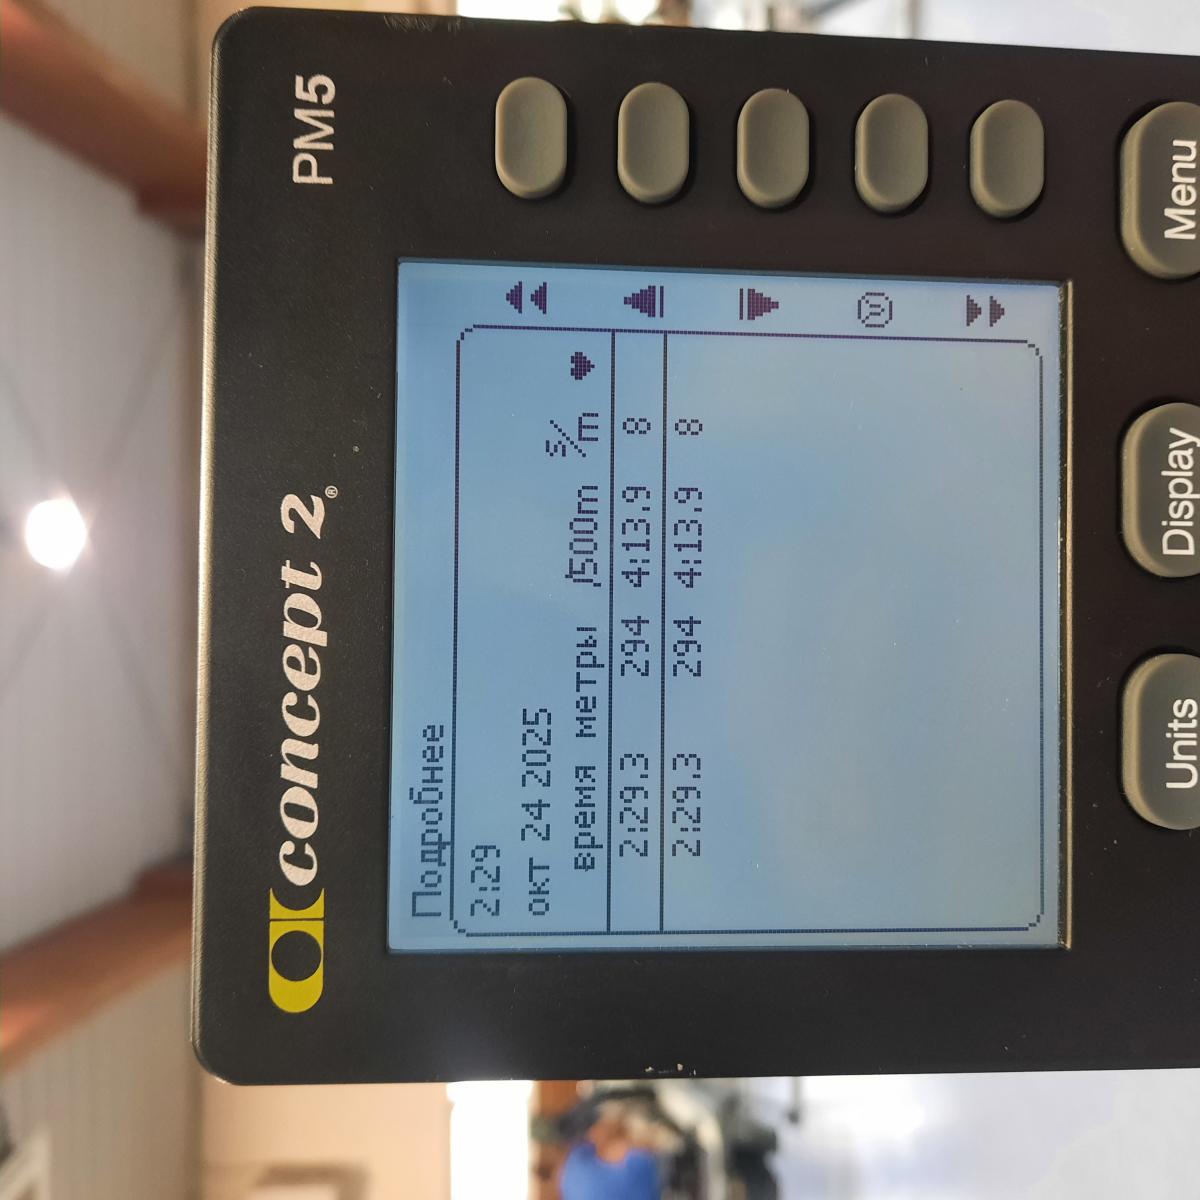 concept 2® PM5
Подробнее
2:29
окт 24 2025
время метры /500m s/m
2:29.3 294 4:13.9 8
2:29.3 294 4:13.9 8
Units Display Menu